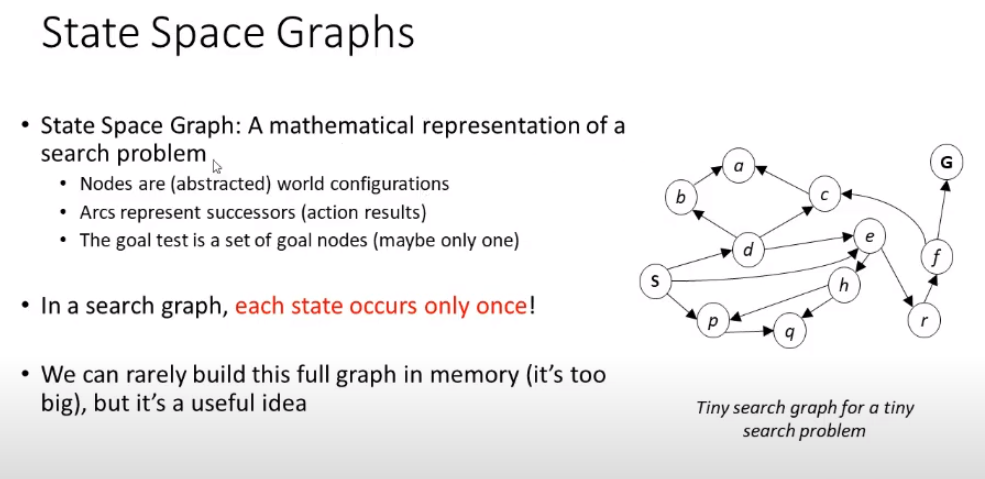 State Space Graphs
• State Space Graph: A mathematical representation of a
search problem
• Nodes are (abstracted) world configurations
• Arcs represent successors (action results)
• The goal test is a set of goal nodes (maybe only one)
• In a search graph, each state occurs only once!
• We can rarely build this full graph in memory (it's too
big), but it's a useful idea
a
G
b
c
d
e
f
S
h
p
q
r
Tiny search graph for a tiny
search problem